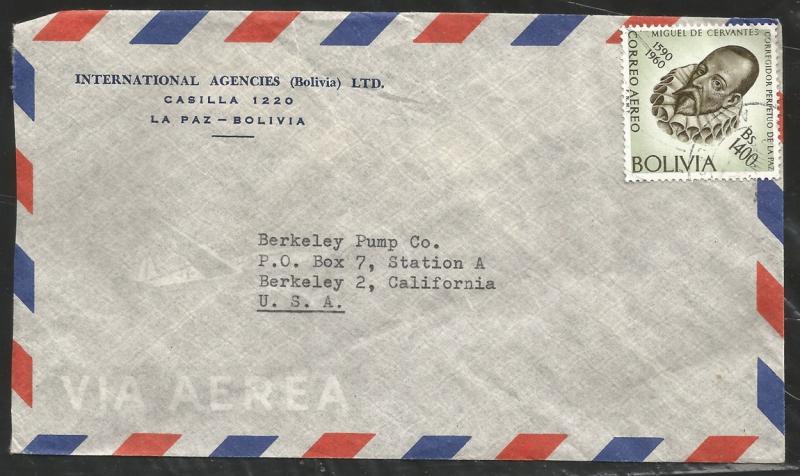 INTERNATIONAL AGENCIES (Bolivia) LTD.
CASILLA 1220
LA PAZ – BOLIVIA
MIGUEL DE CERVANTES
1590
1960
CORREO AEREO
CORREGIDOR PERPETUO DE LA PAZ
Bs. 1400.-
BOLIVIA
Berkeley Pump Co.
P.O. Box 7, Station A
Berkeley 2, California
U. S. A.
VIA AEREA